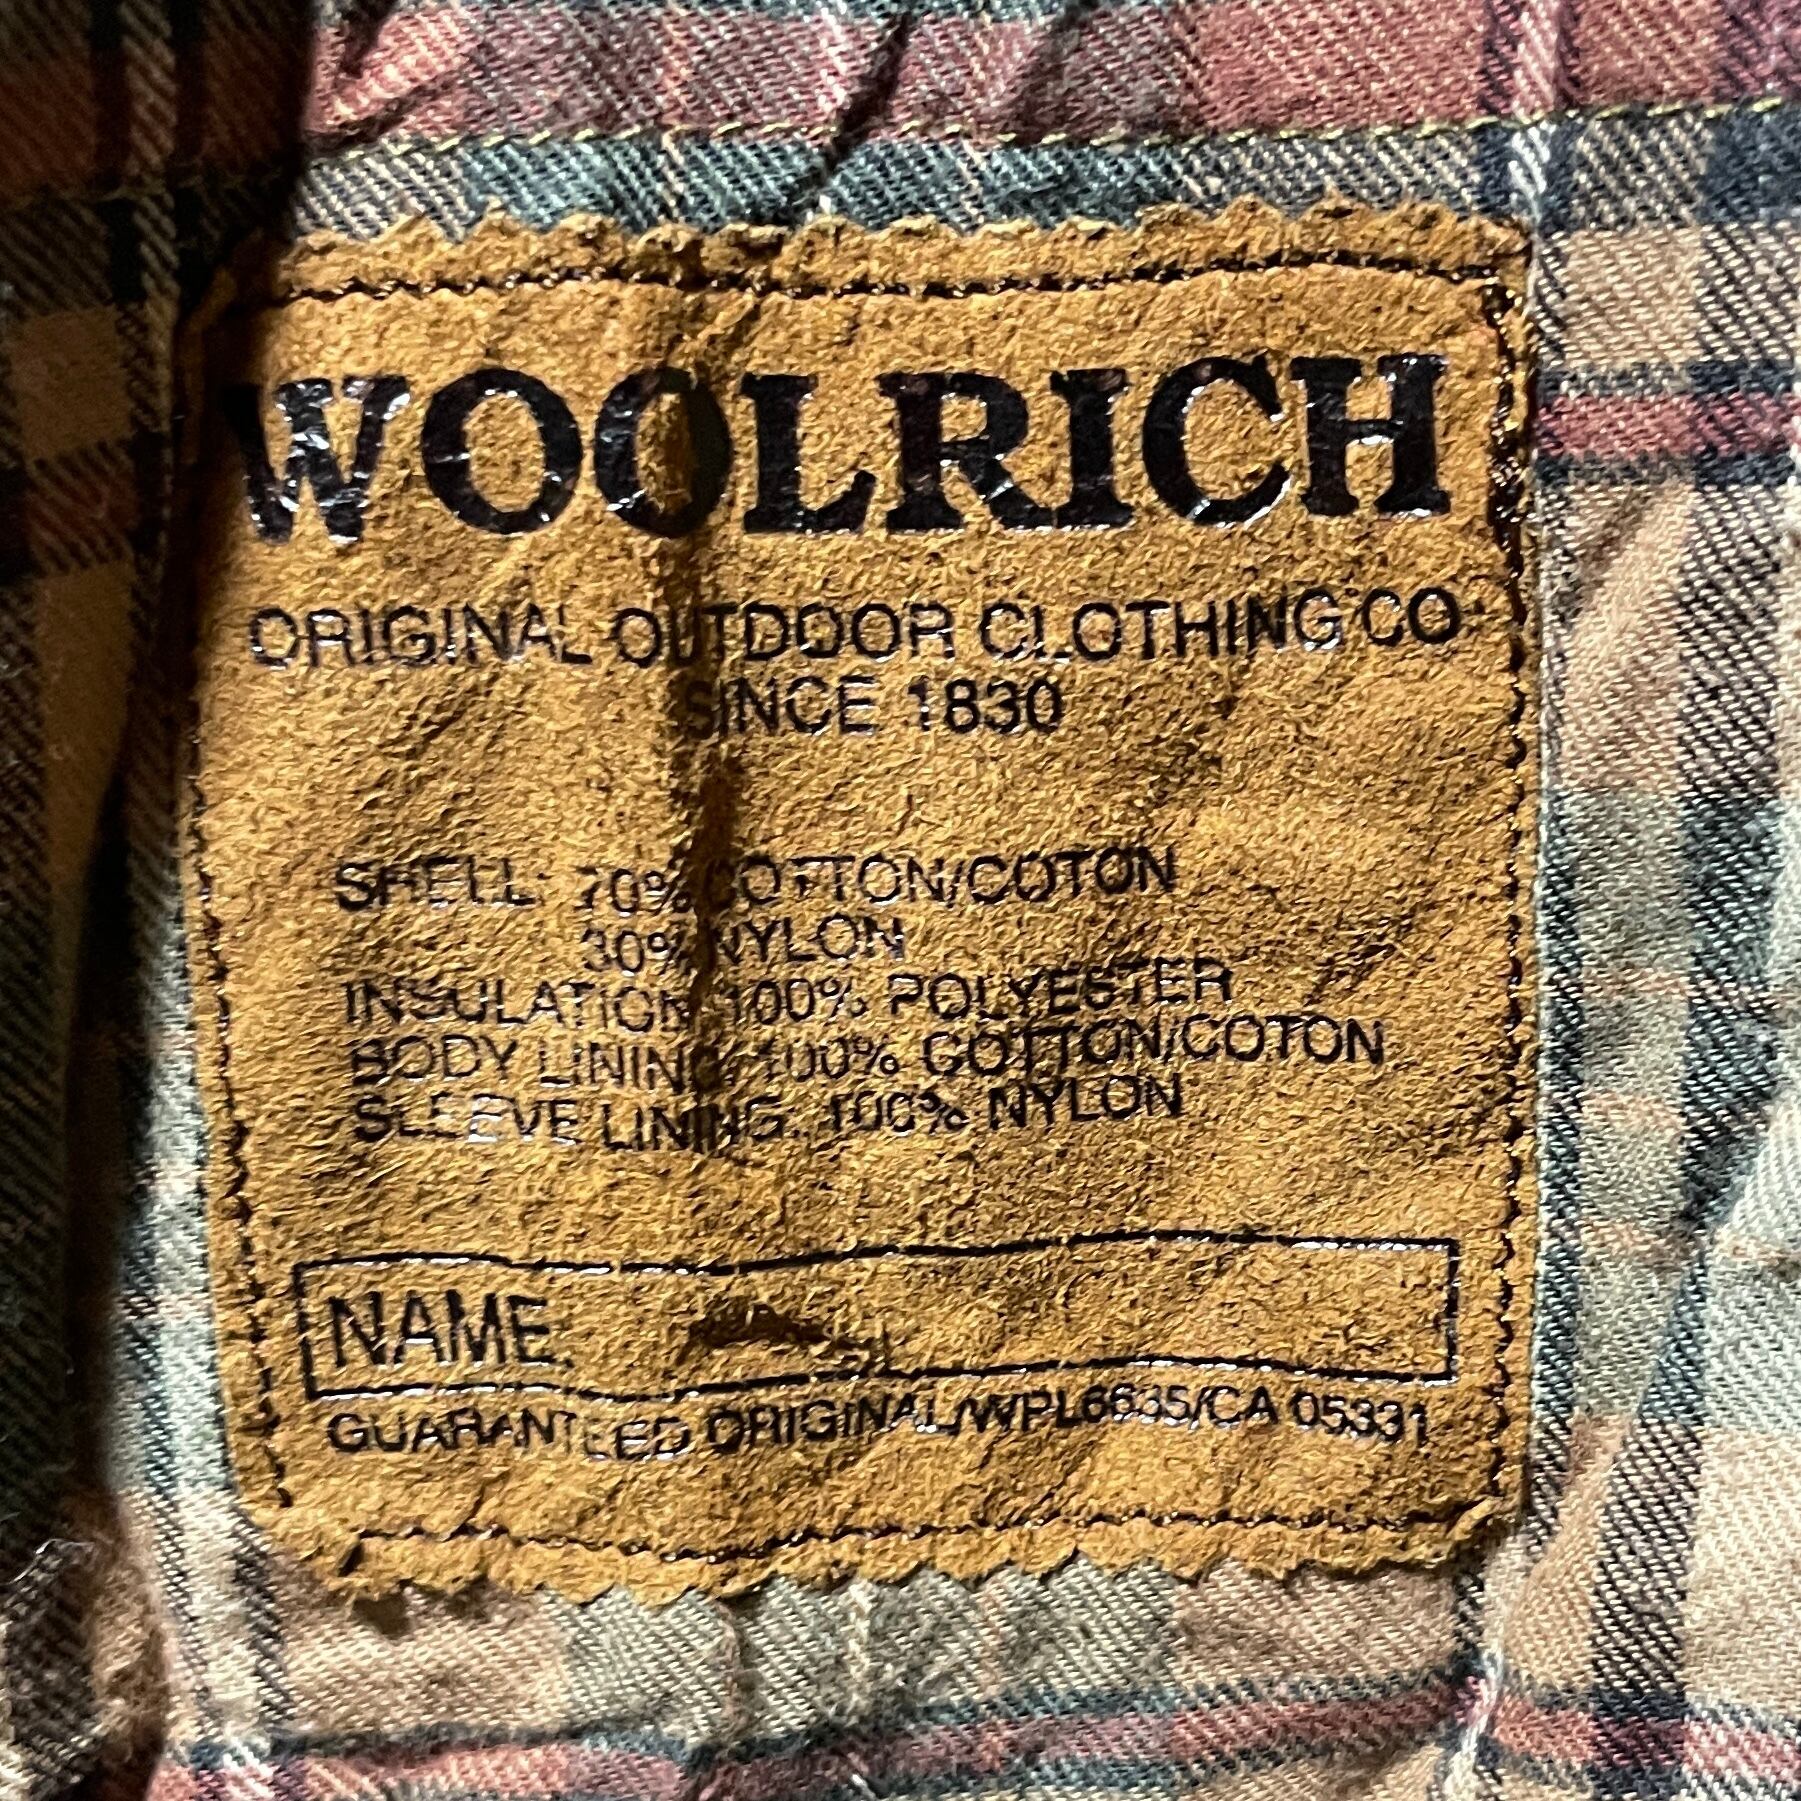 WOOLRICH
ORIGINAL OUTDOOR CLOTHING CO.
SINCE 1830
SHELL: 70% COTTON/COTON
30% NYLON
INSULATION: 100% POLYESTER
BODY LINING: 100% COTTON/COTON
SLEEVE LINING: 100% NYLON
NAME:
GUARANTEED ORIGINAL/WPL6635/CA 05331